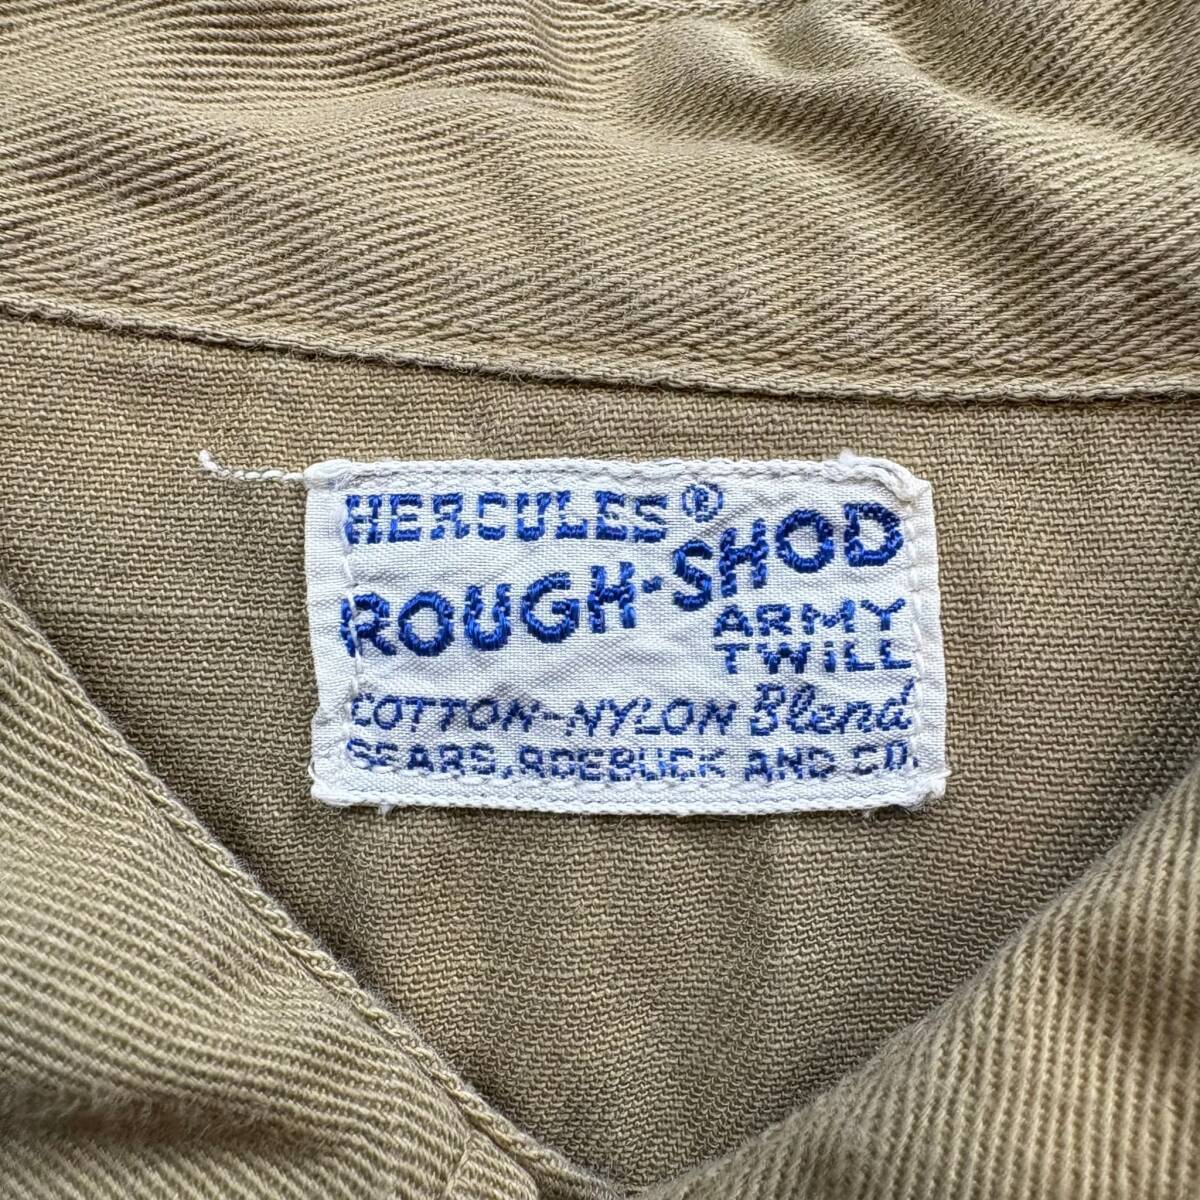 HERCULES®
ROUGH-SHOD
ARMY
TWiLL
COTTON-NYLON Blend
SEARS, ROEBUCK AND CO.